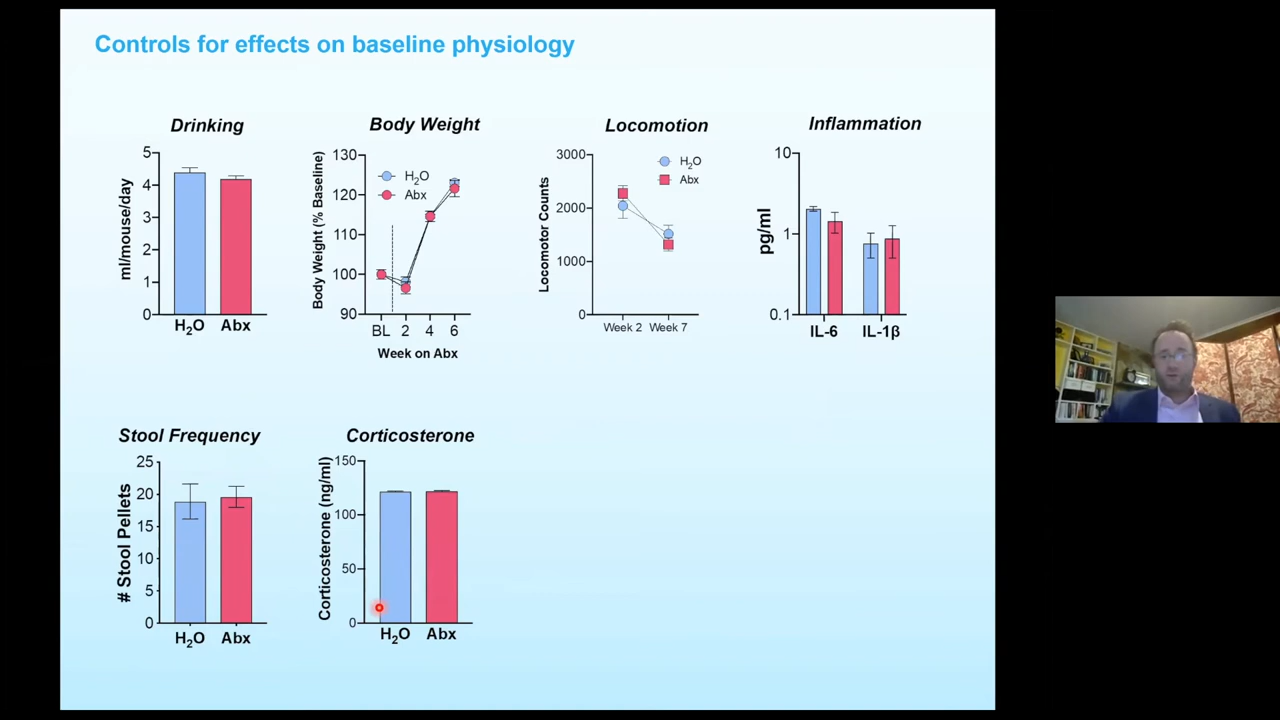 Controls for effects on baseline physiology
Drinking
ml/mouse/day
5
4
3
2
1
0
H₂O Abx
Body Weight
Body Weight (% Baseline)
130
120
110
100
90
H₂O
Abx
BL 2 4 6
Week on Abx
Locomotion
Locomotor Counts
3000
2000
1000
0
H₂O
Abx
Week 2 Week 7
Inflammation
pg/ml
10
1
0.1
IL-6 IL-1β
Stool Frequency
# Stool Pellets
25
20
15
10
5
0
H₂O Abx
Corticosterone
Corticosterone (ng/ml)
150
100
50
0
H₂O Abx